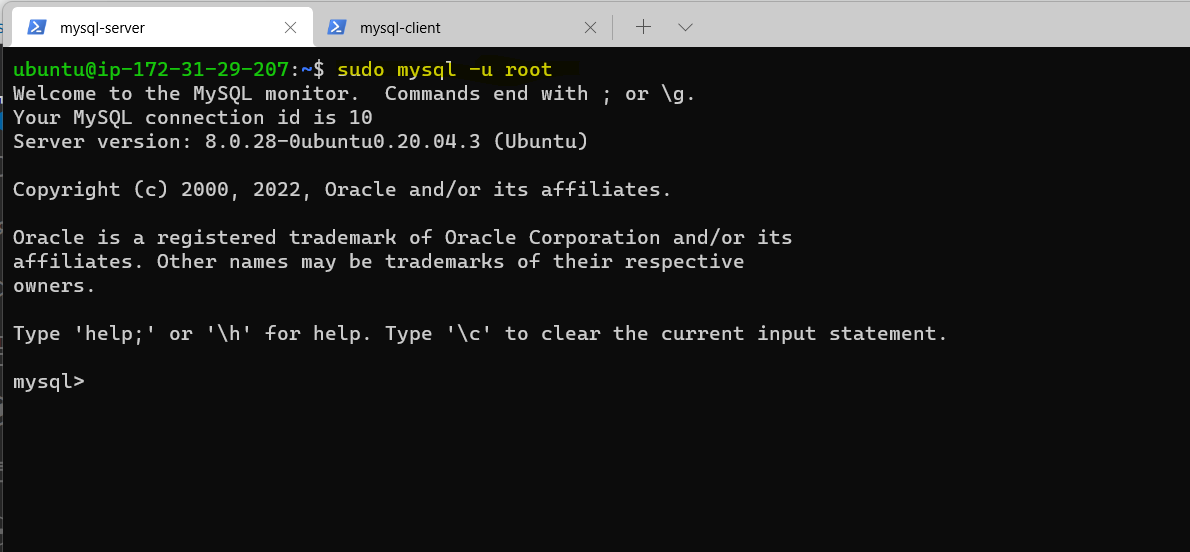 mysql-server
mysql-client
ubuntu@ip-172-31-29-207:~$ sudo mysql -u root
Welcome to the MySQL monitor.  Commands end with ; or \g.
Your MySQL connection id is 10
Server version: 8.0.28-0ubuntu0.20.04.3 (Ubuntu)
Copyright (c) 2000, 2022, Oracle and/or its affiliates.
Oracle is a registered trademark of Oracle Corporation and/or its
affiliates. Other names may be trademarks of their respective
owners.
Type 'help;' or '\h' for help. Type '\c' to clear the current input statement.
mysql>